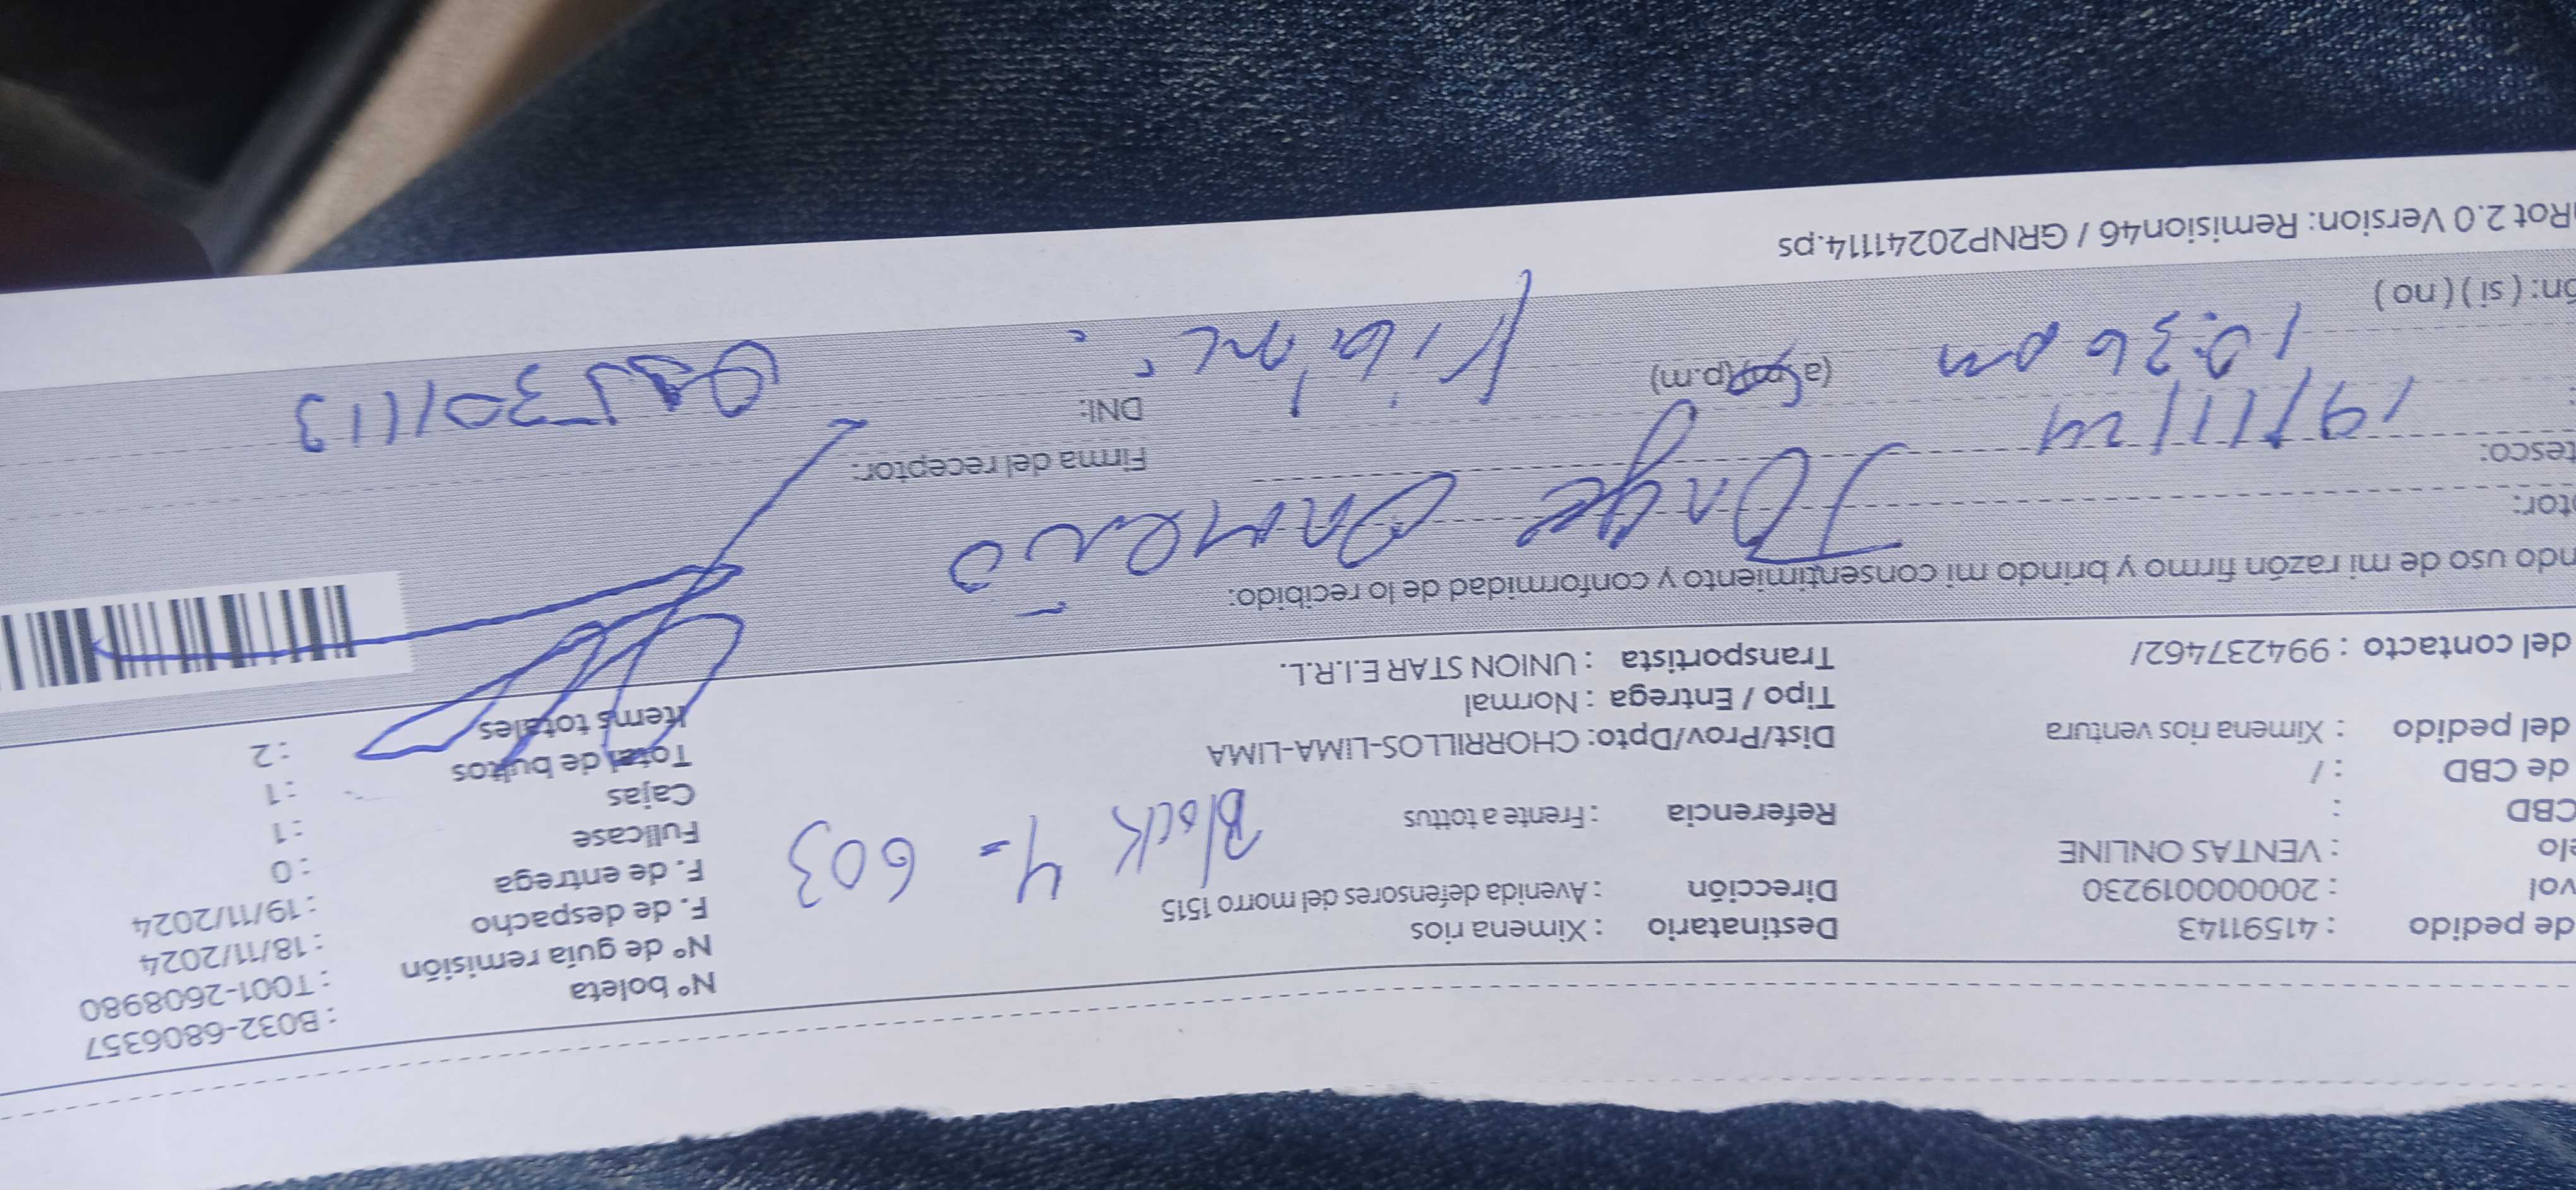 N° boleta : B032-6806357
N° de guía remisión : T001-2608980
F. de despacho : 18/11/2024
F. de entrega : 19/11/2024
Fullcase : 0
Cajas : 1
Total de bultos : 1
Items totales : 2
Destinatario : Ximena rios
Dirección : Avenida defensores del morro 1515
Block 4 - 603
Referencia : Frente a tottus
Dist/Prov/Dpto: CHORRILLOS-LIMA-LIMA
Tipo / Entrega : Normal
Transportista : UNION STAR E.I.R.L.
de pedido : 41591143
vol : 2000000019230
elo : VENTAS ONLINE
CBD :
de CBD : /
del pedido : Ximena rios ventura
del contacto : 994237462/
ndo uso de mi razón firmo y brindo mi consentimiento y conformidad de lo recibido:
tor: Jorge Ormeño
Firma del receptor:
tesco:
DNI:
19/11/24
10:36 am (a.m)(p.m)
ón: ( si ) ( no )
Rot 2.0 Version: Remision46 / GRNP20241114.ps